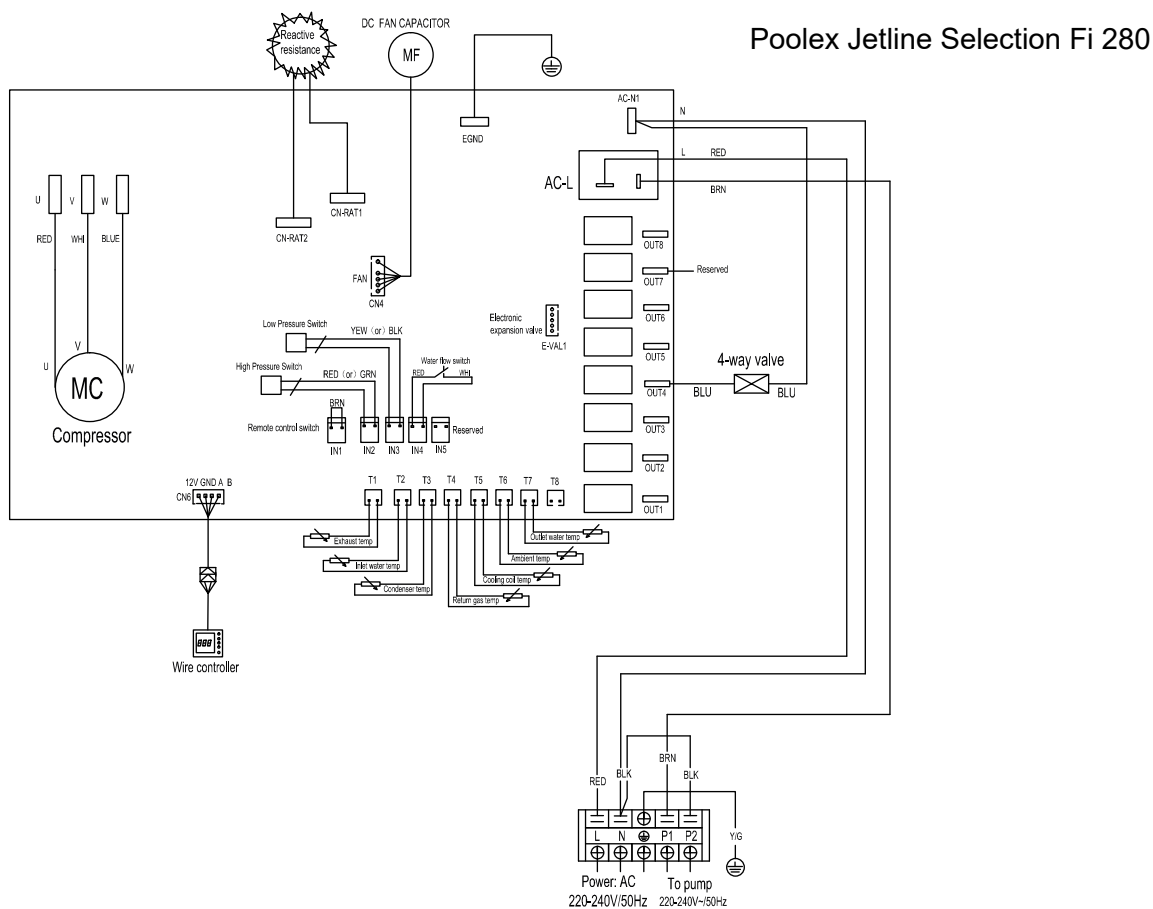 Poolex Jetline Selection Fi 280
DC FAN CAPACITOR
Reactive
resistance
MF
EGND
AC-N1
N
L
RED
AC-L
BRN
CN-RAT1
CN-RAT2
U
V
W
RED
WHI
BLUE
OUT8
OUT7
Reserved
OUT6
OUT5
OUT4
OUT3
OUT2
OUT1
FAN
CN4
Electronic
expansion valve
E-VAL1
4-way valve
BLU
BLU
Low Pressure Switch
YEW (or) BLK
High Pressure Switch
RED (or) GRN
Water flow switch
RED
WHI
BRN
Remote control switch
IN1
IN2
IN3
IN4
IN5
Reserved
V
U
W
MC
Compressor
12V GND A B
CN6
T1
T2
T3
T4
T5
T6
T7
T8
Exhaust temp
Outlet water temp
Inlet water temp
Ambient temp
Condenser temp
Cooling coil temp
Return gas temp
888
Wire controller
RED
BLK
BRN
BLK
L
N
P1
P2
Y/G
Power: AC
220-240V/50Hz
To pump
220-240V~/50Hz